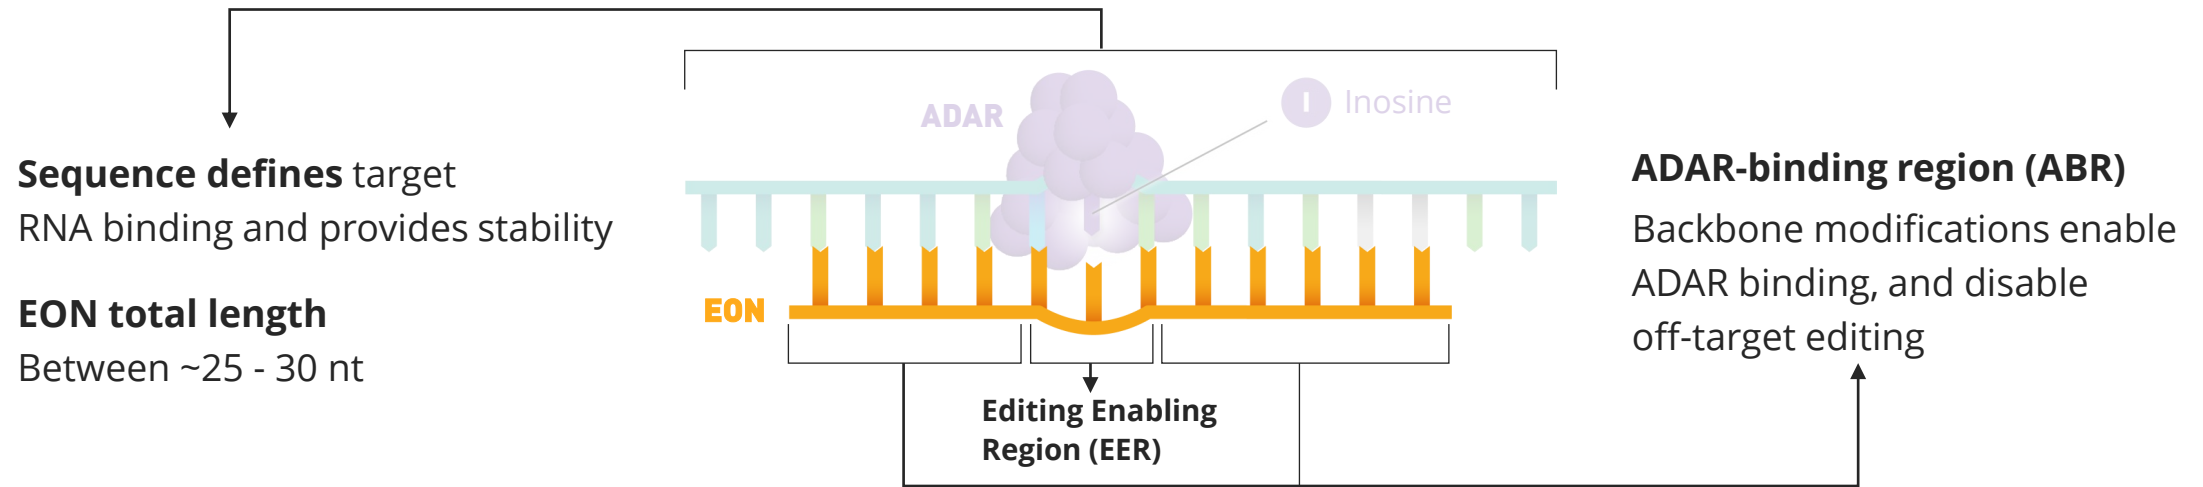 Sequence defines target
RNA binding and provides stability
EON total length
Between ~25 - 30 nt
ADAR
I Inosine
EON
Editing Enabling
Region (EER)
ADAR-binding region (ABR)
Backbone modifications enable
ADAR binding, and disable
off-target editing